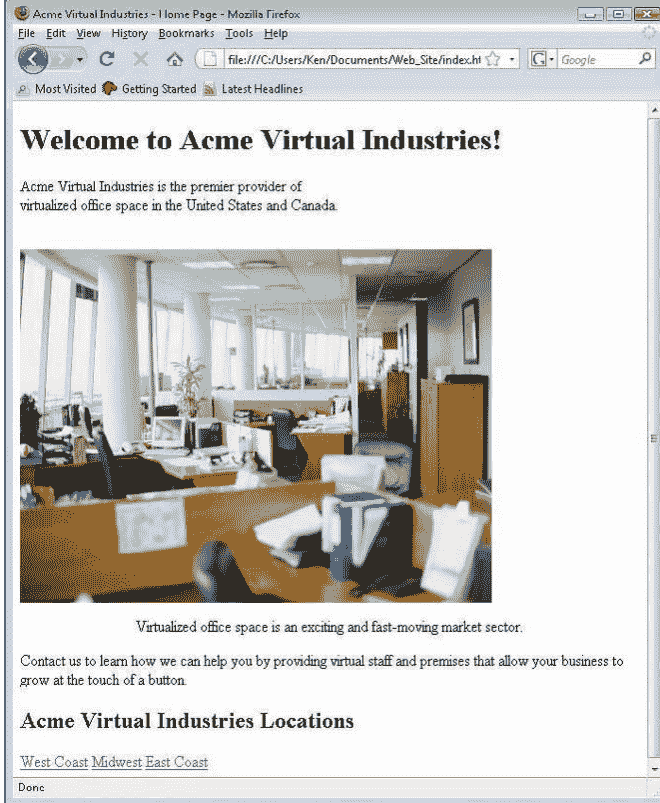 Acme Virtual Industries - Home Page - Mozilla Firefox
File Edit View History Bookmarks Tools Help
file:///C:/Users/Ken/Documents/Web_Site/index.ht
G Google
Most Visited Getting Started Latest Headlines
Welcome to Acme Virtual Industries!
Acme Virtual Industries is the premier provider of
virtualized office space in the United States and Canada.
Virtualized office space is an exciting and fast-moving market sector.
Contact us to learn how we can help you by providing virtual staff and premises that allow your business to
grow at the touch of a button.
Acme Virtual Industries Locations
West Coast Midwest East Coast
Done